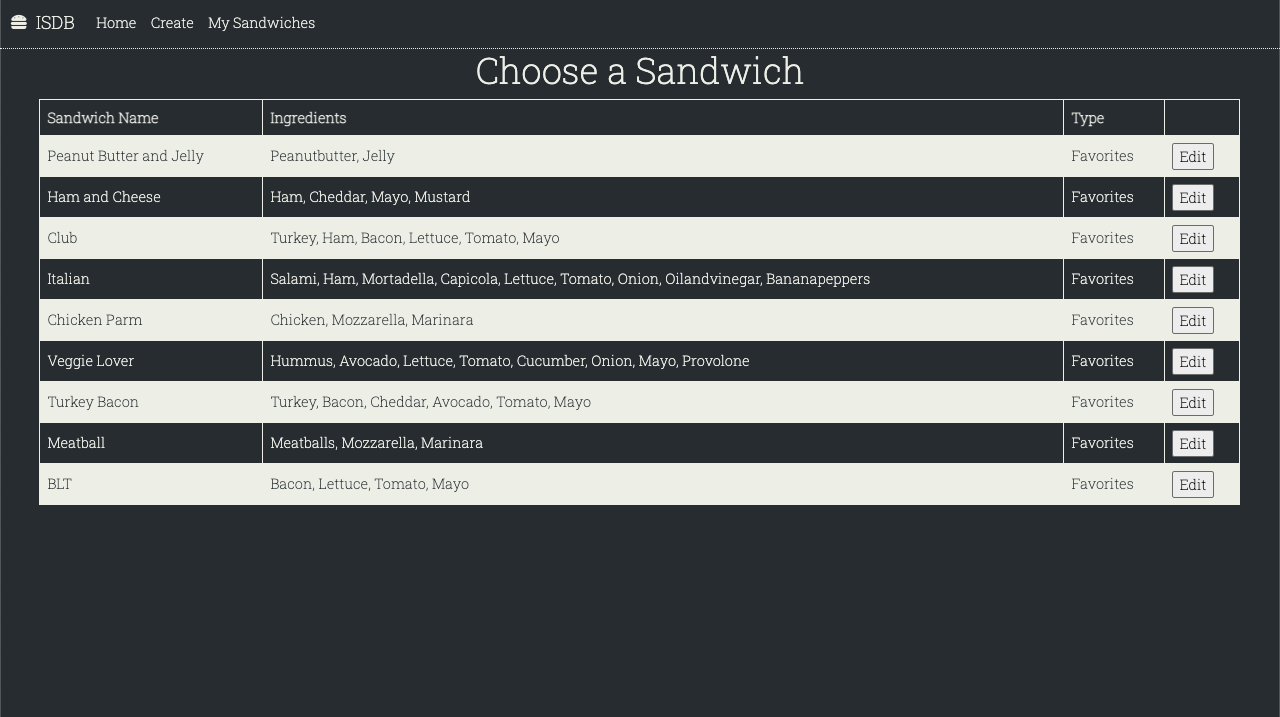 ISDB Home Create My Sandwiches
Choose a Sandwich
Sandwich Name Ingredients Type
Peanut Butter and Jelly Peanutbutter, Jelly Favorites Edit
Ham and Cheese Ham, Cheddar, Mayo, Mustard Favorites Edit
Club Turkey, Ham, Bacon, Lettuce, Tomato, Mayo Favorites Edit
Italian Salami, Ham, Mortadella, Capicola, Lettuce, Tomato, Onion, Oilandvinegar, Bananapeppers Favorites Edit
Chicken Parm Chicken, Mozzarella, Marinara Favorites Edit
Veggie Lover Hummus, Avocado, Lettuce, Tomato, Cucumber, Onion, Mayo, Provolone Favorites Edit
Turkey Bacon Turkey, Bacon, Cheddar, Avocado, Tomato, Mayo Favorites Edit
Meatball Meatballs, Mozzarella, Marinara Favorites Edit
BLT Bacon, Lettuce, Tomato, Mayo Favorites Edit